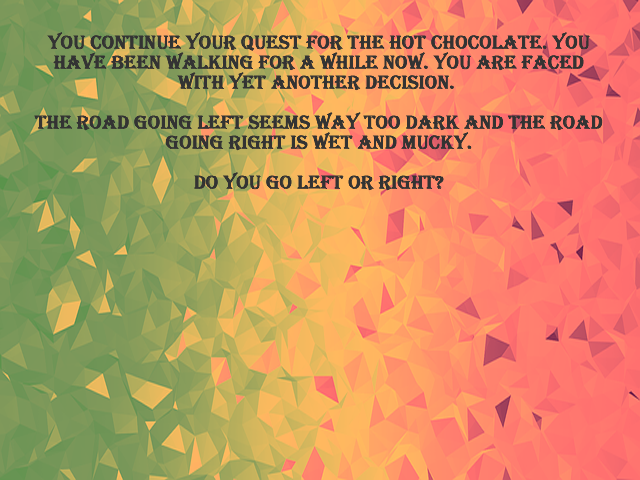 YOU CONTINUE YOUR QUEST FOR THE HOT CHOCOLATE. YOU
HAVE BEEN WALKING FOR A WHILE NOW. YOU ARE FACED
WITH YET ANOTHER DECISION.
THE ROAD GOING LEFT SEEMS WAY TOO DARK AND THE ROAD
GOING RIGHT IS WET AND MUCKY.
DO YOU GO LEFT OR RIGHT?